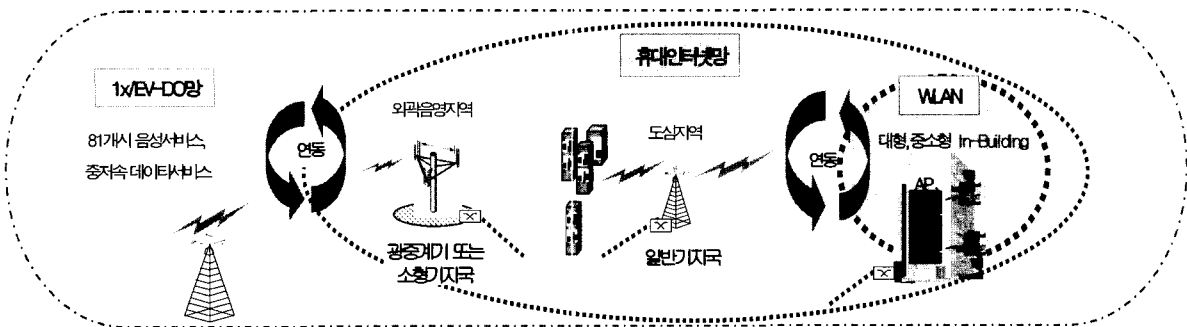 휴대인터넷망
1x/EV-DO망
WLAN
외곽음영지역
81개시 음성서비스,
중저속 데이타서비스
연동
도심지역
연동
대형,중소형 In-Building
AP
광중계기 또는
소형기지국
일반기지국